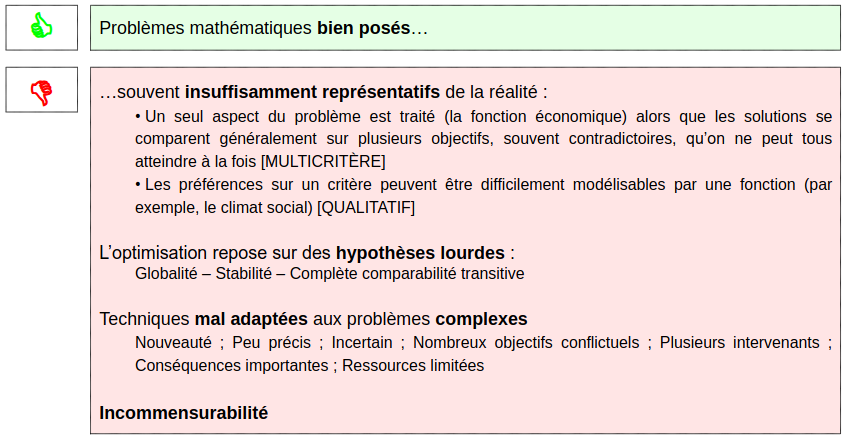 Problèmes mathématiques bien posés…
…souvent insuffisamment représentatifs de la réalité :
• Un seul aspect du problème est traité (la fonction économique) alors que les solutions se
comparent généralement sur plusieurs objectifs, souvent contradictoires, qu’on ne peut tous
atteindre à la fois [MULTICRITÈRE]
• Les préférences sur un critère peuvent être difficilement modélisables par une fonction (par
exemple, le climat social) [QUALITATIF]
L’optimisation repose sur des hypothèses lourdes :
Globalité – Stabilité – Complète comparabilité transitive
Techniques mal adaptées aux problèmes complexes
Nouveauté ; Peu précis ; Incertain ; Nombreux objectifs conflictuels ; Plusieurs intervenants ;
Conséquences importantes ; Ressources limitées
Incommensurabilité